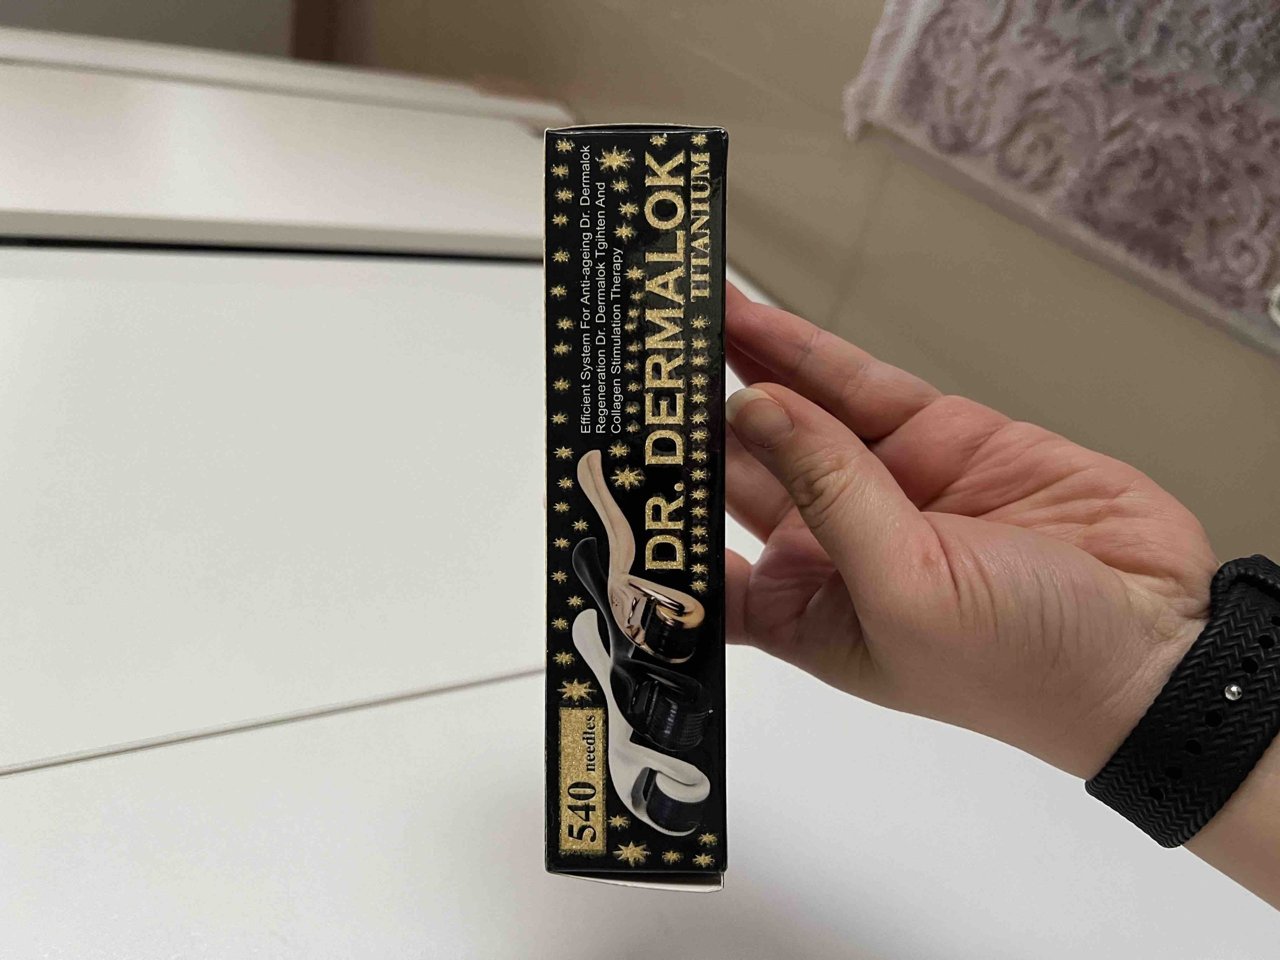 Efficient System For Anti-ageing Dr. Dermalok
Regeneration Dr. Dermalok Tgihten And
Collagen Stimulation Therapy
DR. DERMALOK
TITANIUM
540 needles